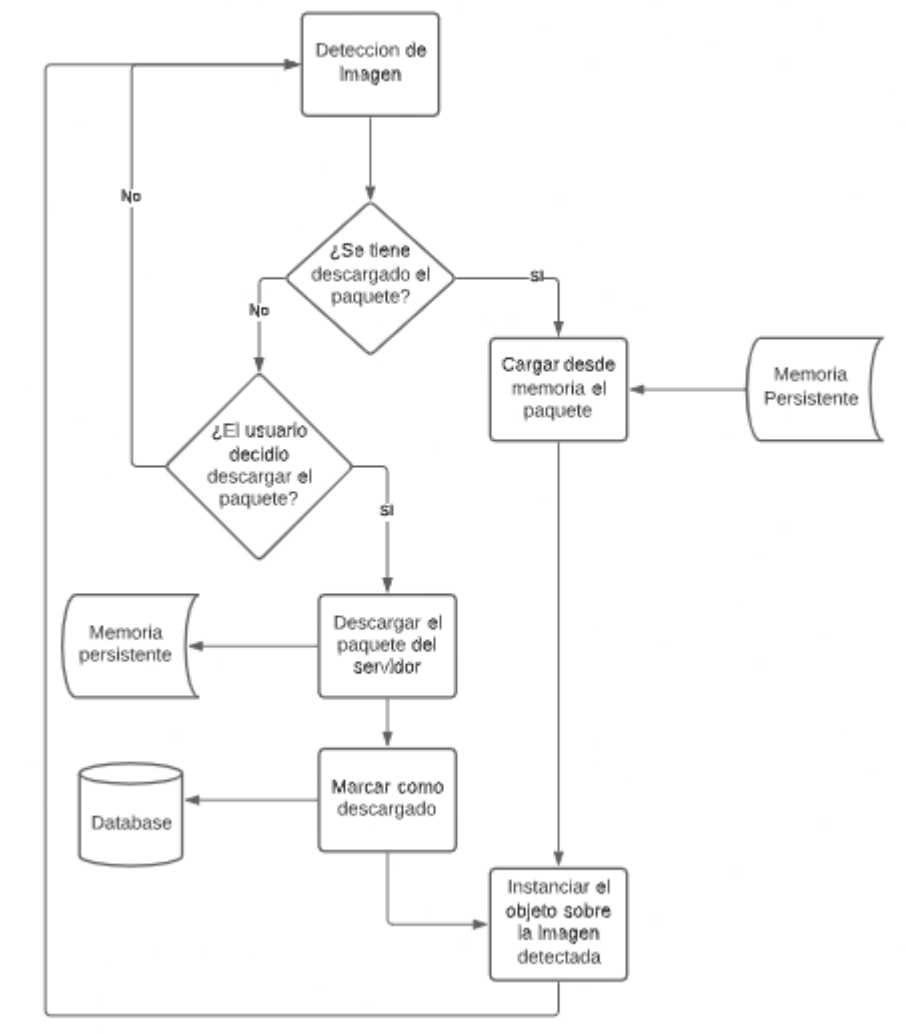 Deteccion de
Imagen
No
¿Se tiene
descargado el
paquete?
Si
No
Cargar desde
memoria el
paquete
Memoria
Persistente
¿El usuario
decidio
descargar el
paquete?
Si
Descargar el
paquete del
servidor
Memoria
persistente
Marcar como
descargado
Database
Instanciar el
objeto sobre
la imagen
detectada